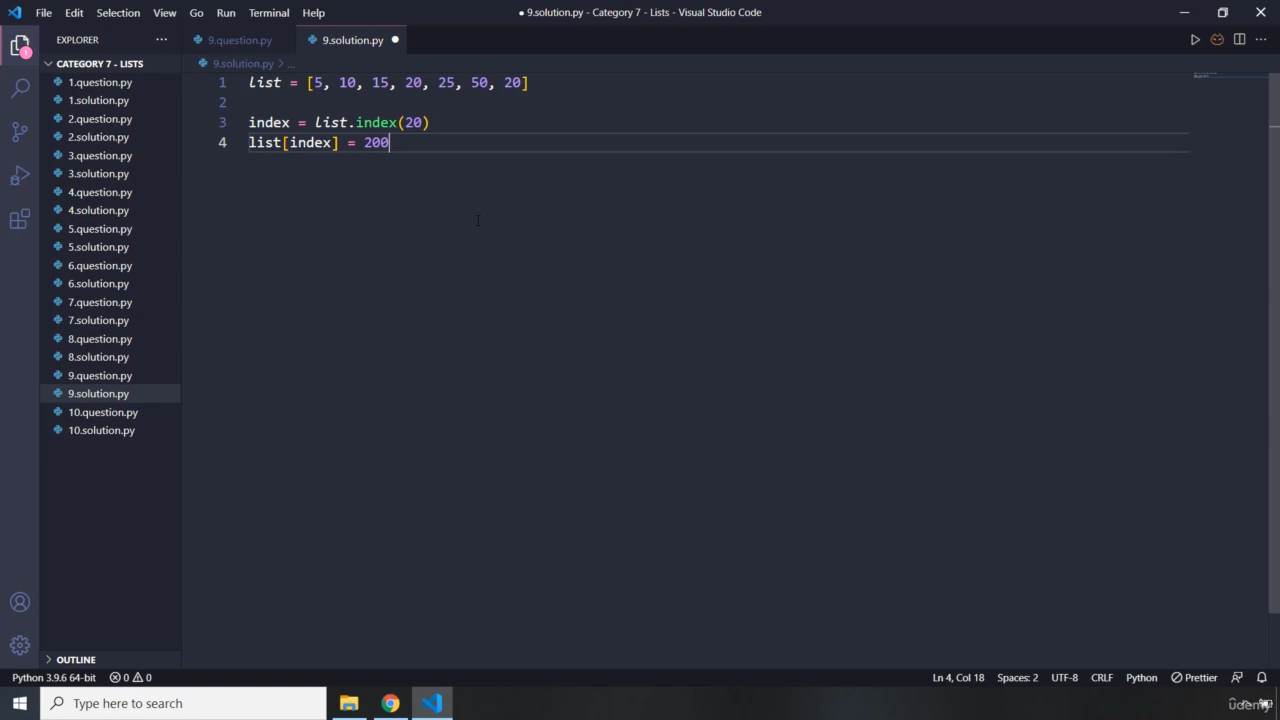 File Edit Selection View Go Run Terminal Help
● 9.solution.py - Category 7 - Lists - Visual Studio Code
EXPLORER ···
9.question.py
9.solution.py ●
CATEGORY 7 - LISTS
9.solution.py > ...
1.question.py
1.solution.py
2.question.py
2.solution.py
3.question.py
3.solution.py
4.question.py
4.solution.py
5.question.py
5.solution.py
6.question.py
6.solution.py
7.question.py
7.solution.py
8.question.py
8.solution.py
9.question.py
9.solution.py
10.question.py
10.solution.py
1 list = [5, 10, 15, 20, 25, 50, 20]
2
3 index = list.index(20)
4 list[index] = 200
1
OUTLINE
Python 3.9.6 64-bit 0 0 Ln 4, Col 18 Spaces: 2 UTF-8 CRLF Python Prettier
Type here to search